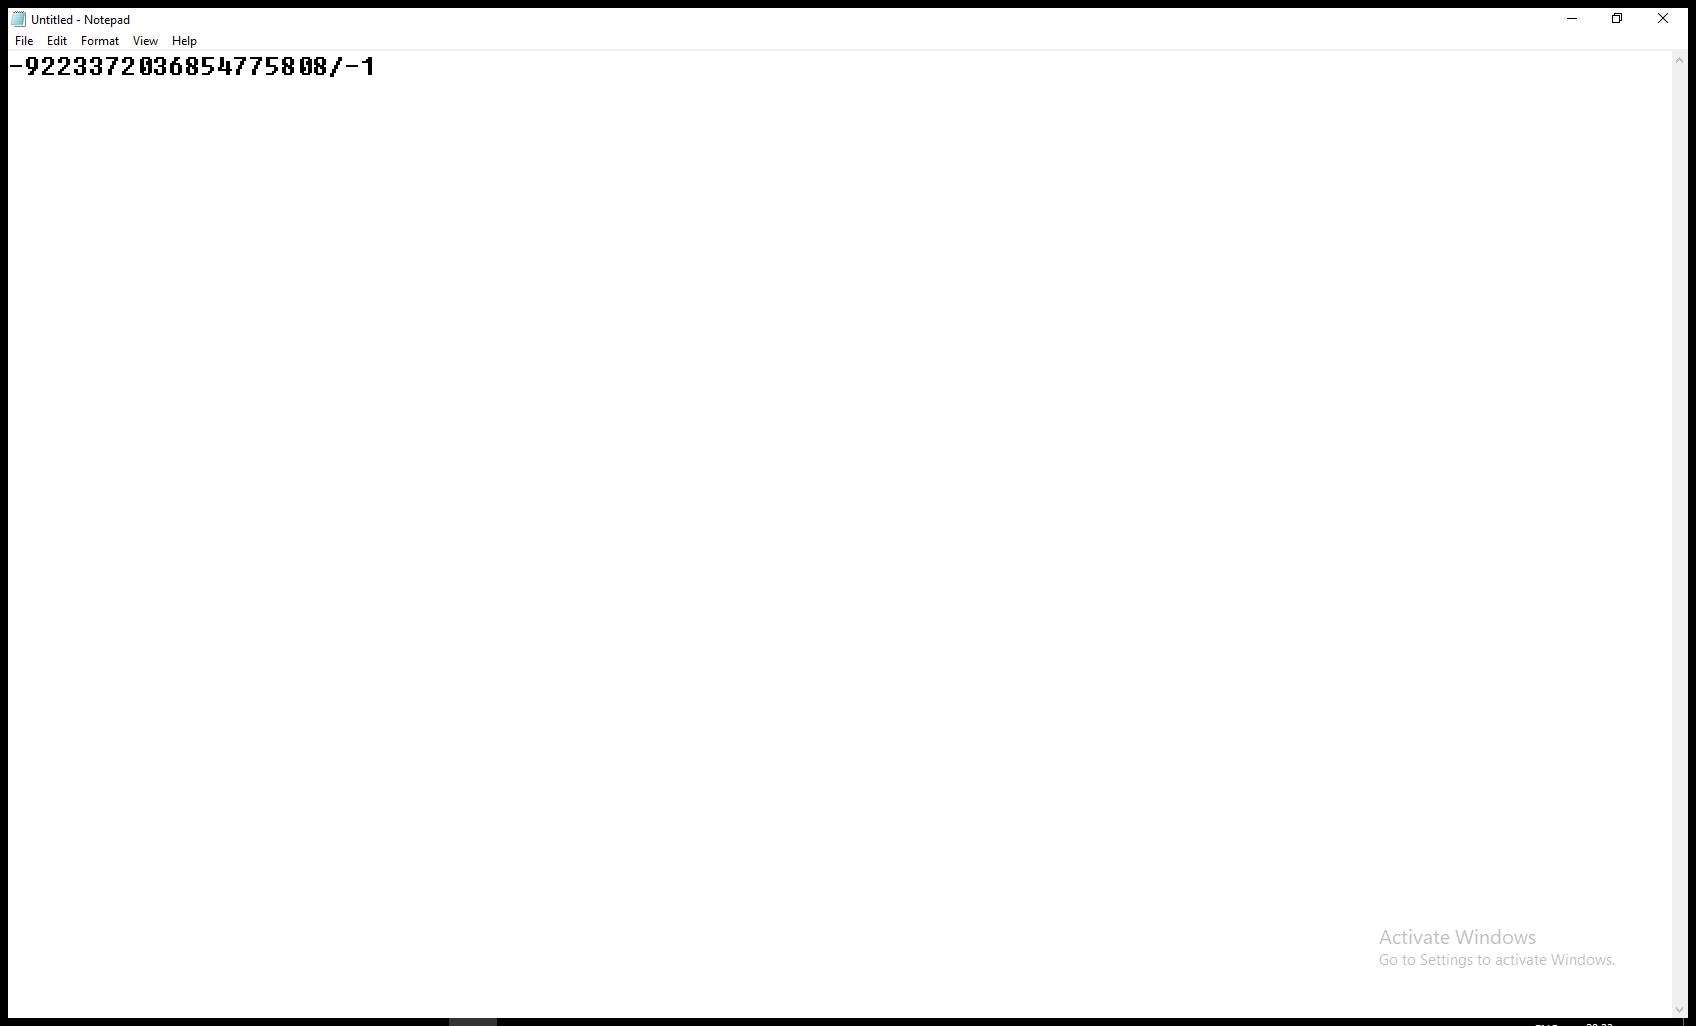 Untitled - Notepad
File Edit Format View Help
-9223372036854775808/-1
Activate Windows
Go to Settings to activate Windows.